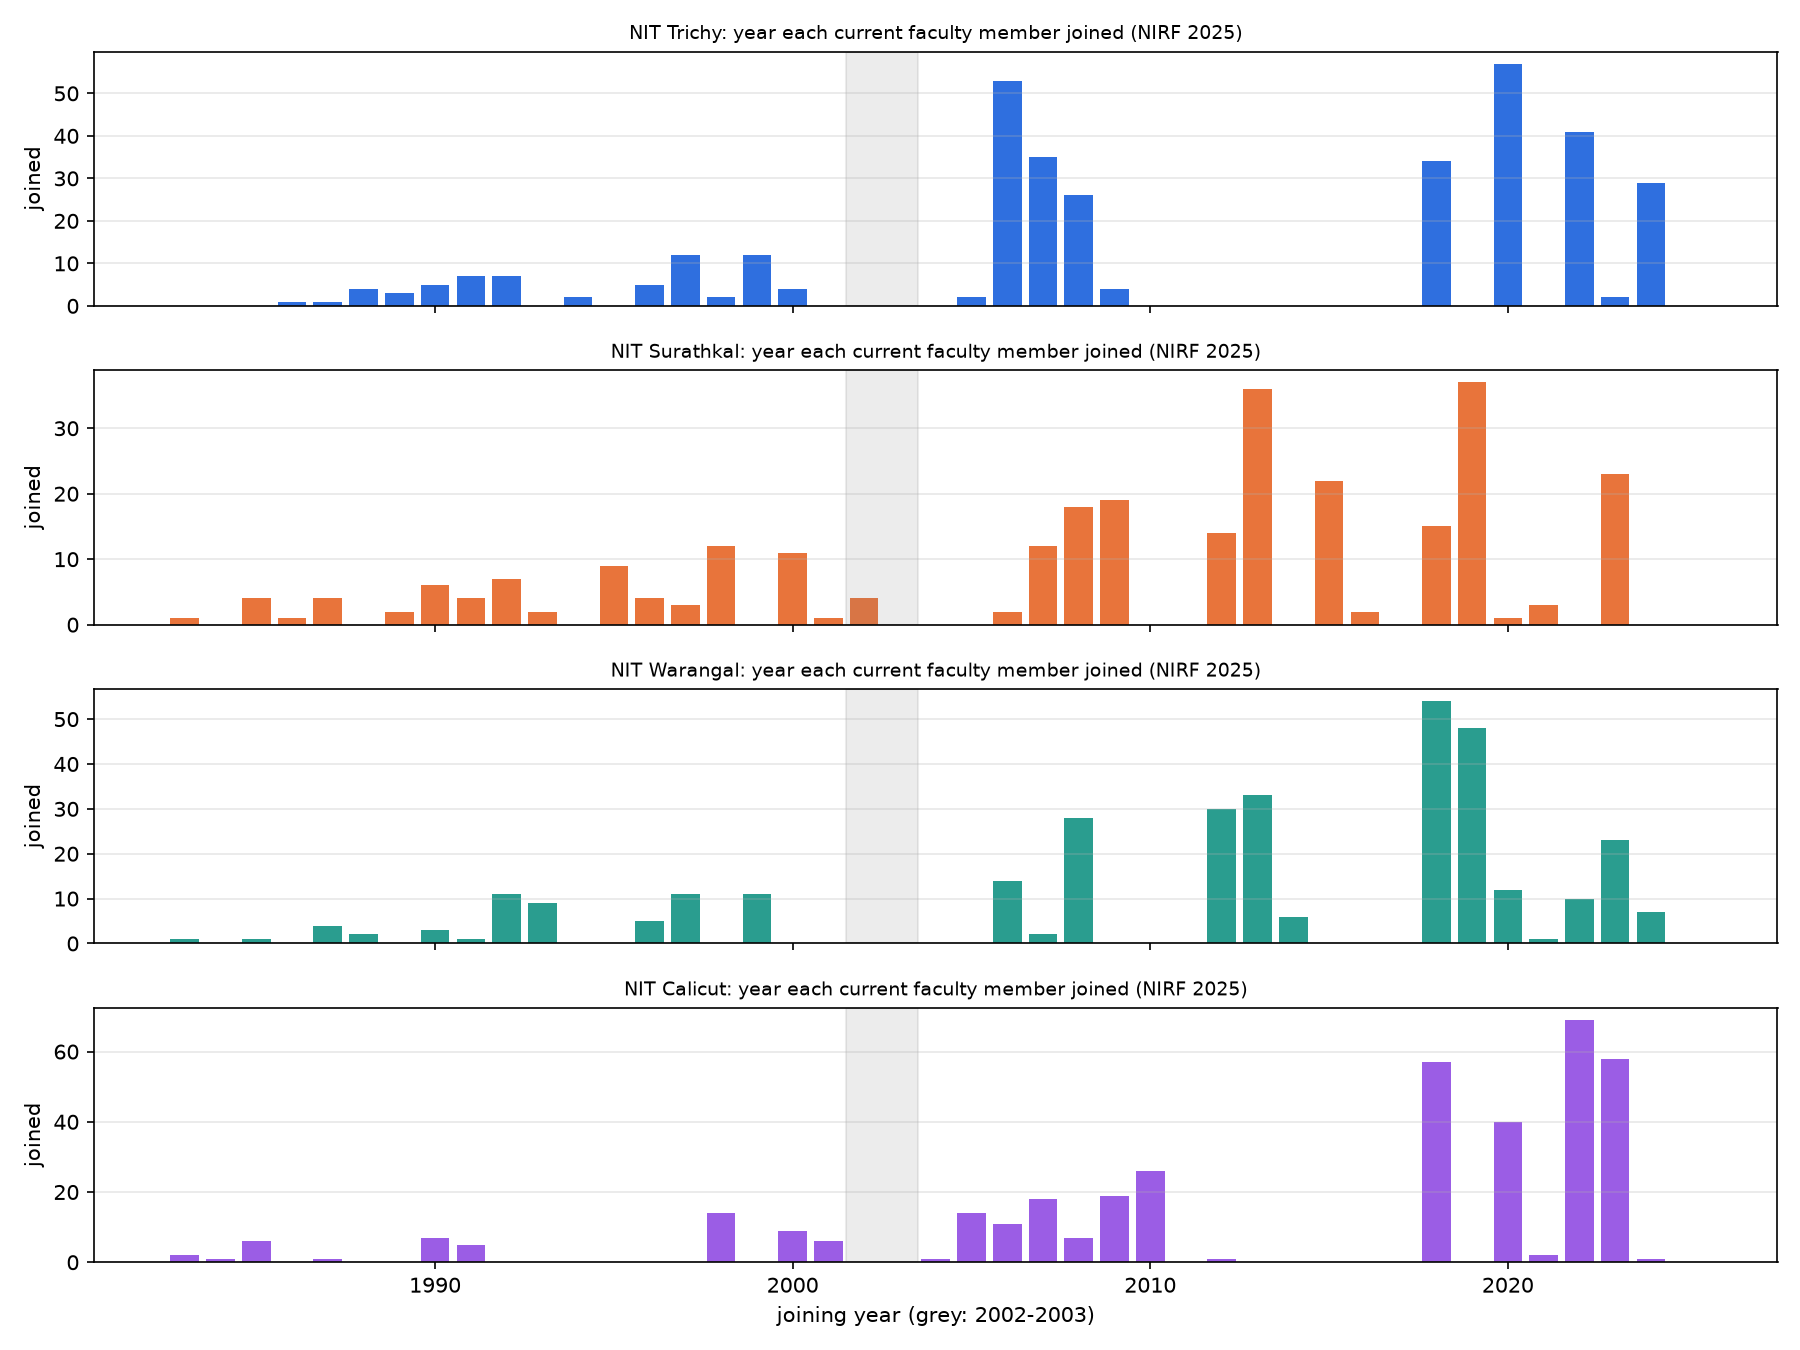 NIT Trichy: year each current faculty member joined (NIRF 2025)
joined
50
40
30
20
10
0
NIT Surathkal: year each current faculty member joined (NIRF 2025)
joined
30
20
10
0
NIT Warangal: year each current faculty member joined (NIRF 2025)
joined
50
40
30
20
10
0
NIT Calicut: year each current faculty member joined (NIRF 2025)
joined
60
40
20
0
1990 2000 2010 2020
joining year (grey: 2002-2003)